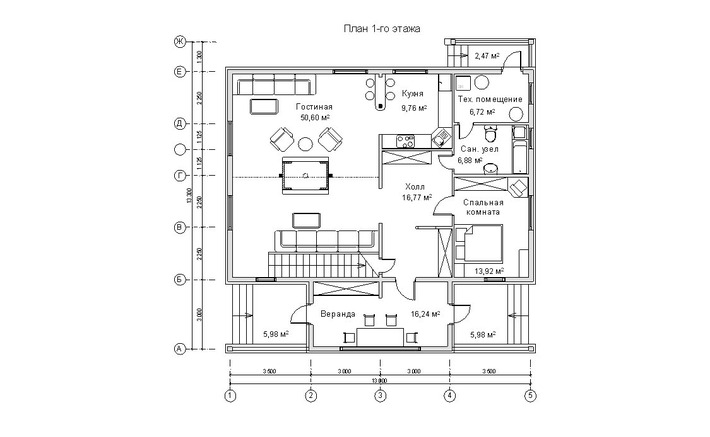 План 1-го этажа
Ж
2,47 м²
1 300
Е
Кухня
9,76 м²
Гостиная
50,60 м²
Тех. помещение
6,72 м²
2 250
Д
1 125
Сан. узел
6,88 м²
С
1 125
Г
Холл
16,77 м²
Спальная
комната
13 300
2 250
В
2 250
13,92 м²
Б
Веранда
16,24 м²
5,98 м²
5,98 м²
3 000
А
3 500
3 000
3 000
3 500
13 000
1
2
3
4
5